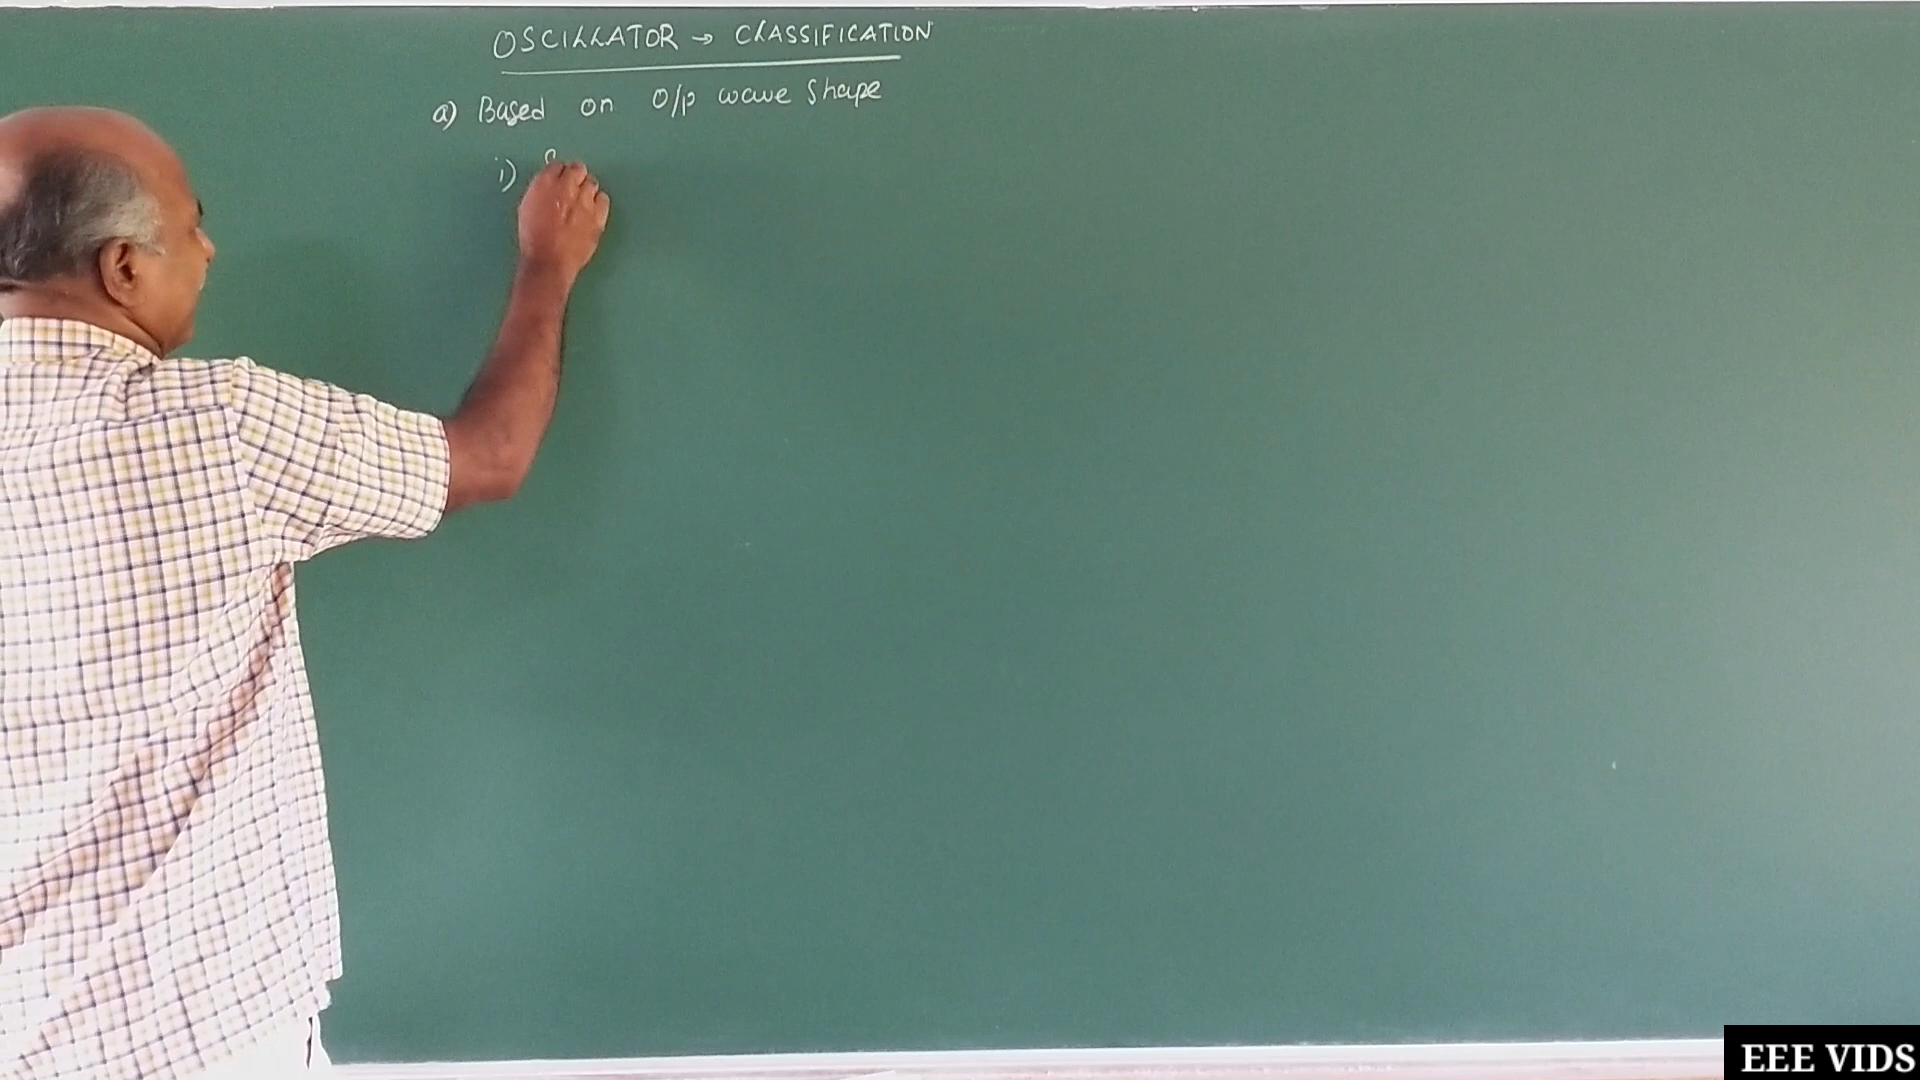 OSCILLATOR → CLASSIFICATION
a) Based on O/p wave shape
i) S
EEE VIDS